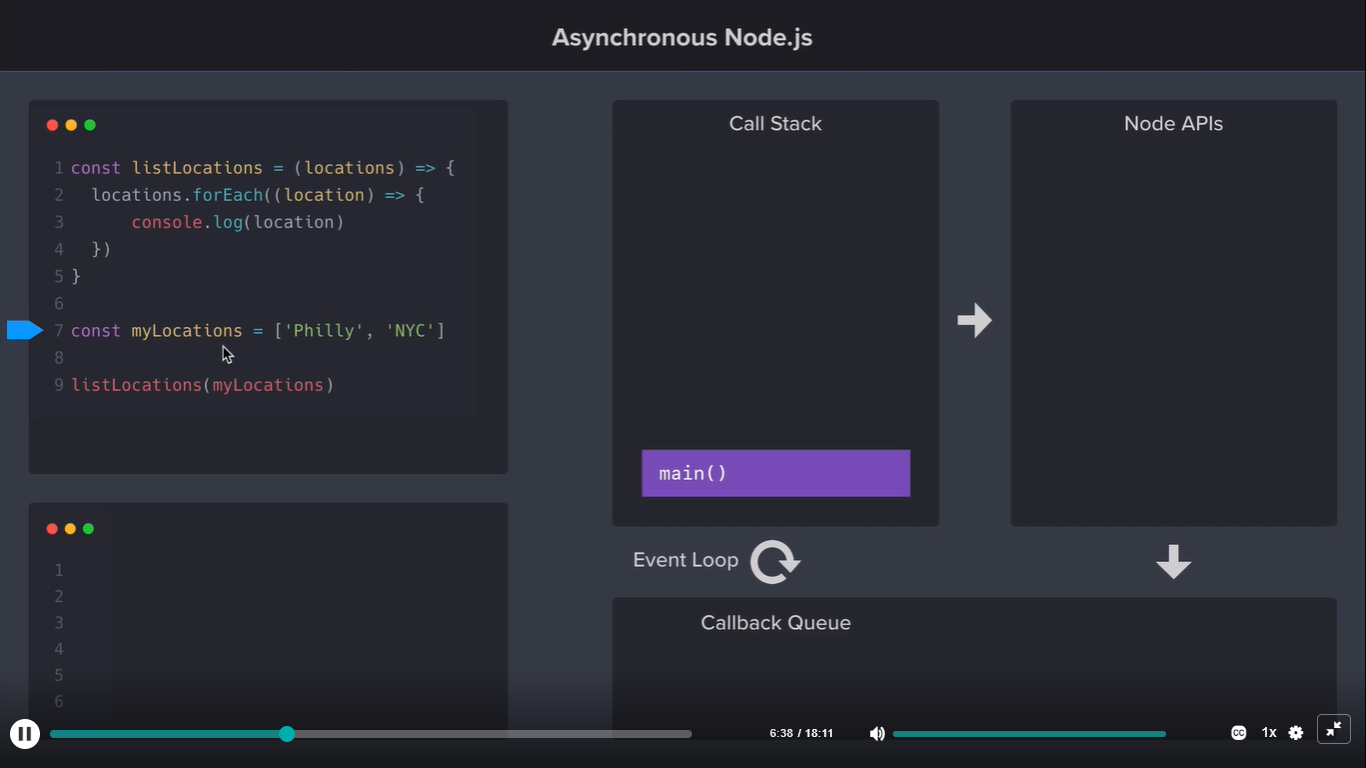 Asynchronous Node.js
1 const listLocations = (locations) => {
2   locations.forEach((location) => {
3       console.log(location)
4   })
5 }
6
7 const myLocations = ['Philly', 'NYC']
8
9 listLocations(myLocations)
1
2
3
4
5
6
Call Stack
main()
Node APIs
Event Loop
Callback Queue
6:38 / 18:11
CC
1x